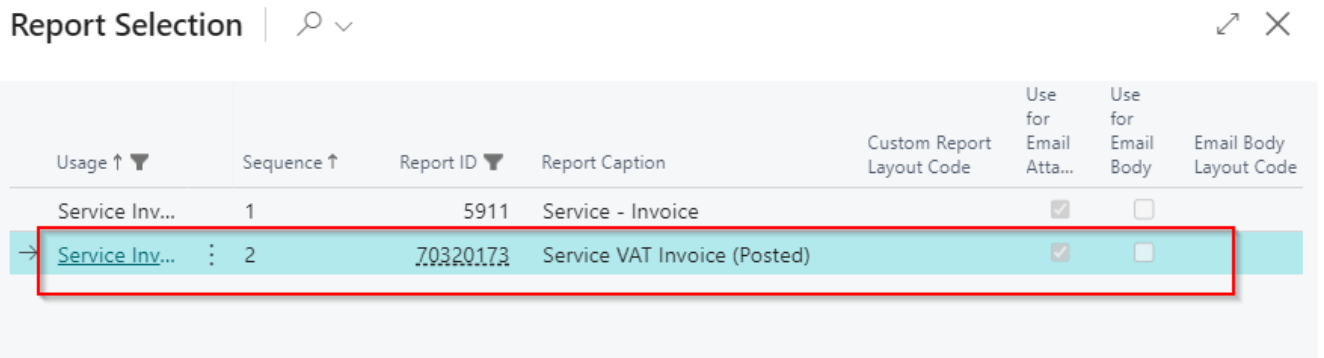 Report Selection
Use Use
for for
Custom Report Email Email Email Body
Usage ↑ Sequence ↑ Report ID Report Caption Layout Code Atta... Body Layout Code
Service Inv... 1 5911 Service - Invoice
→ Service Inv... ⋮ 2 70320173 Service VAT Invoice (Posted)